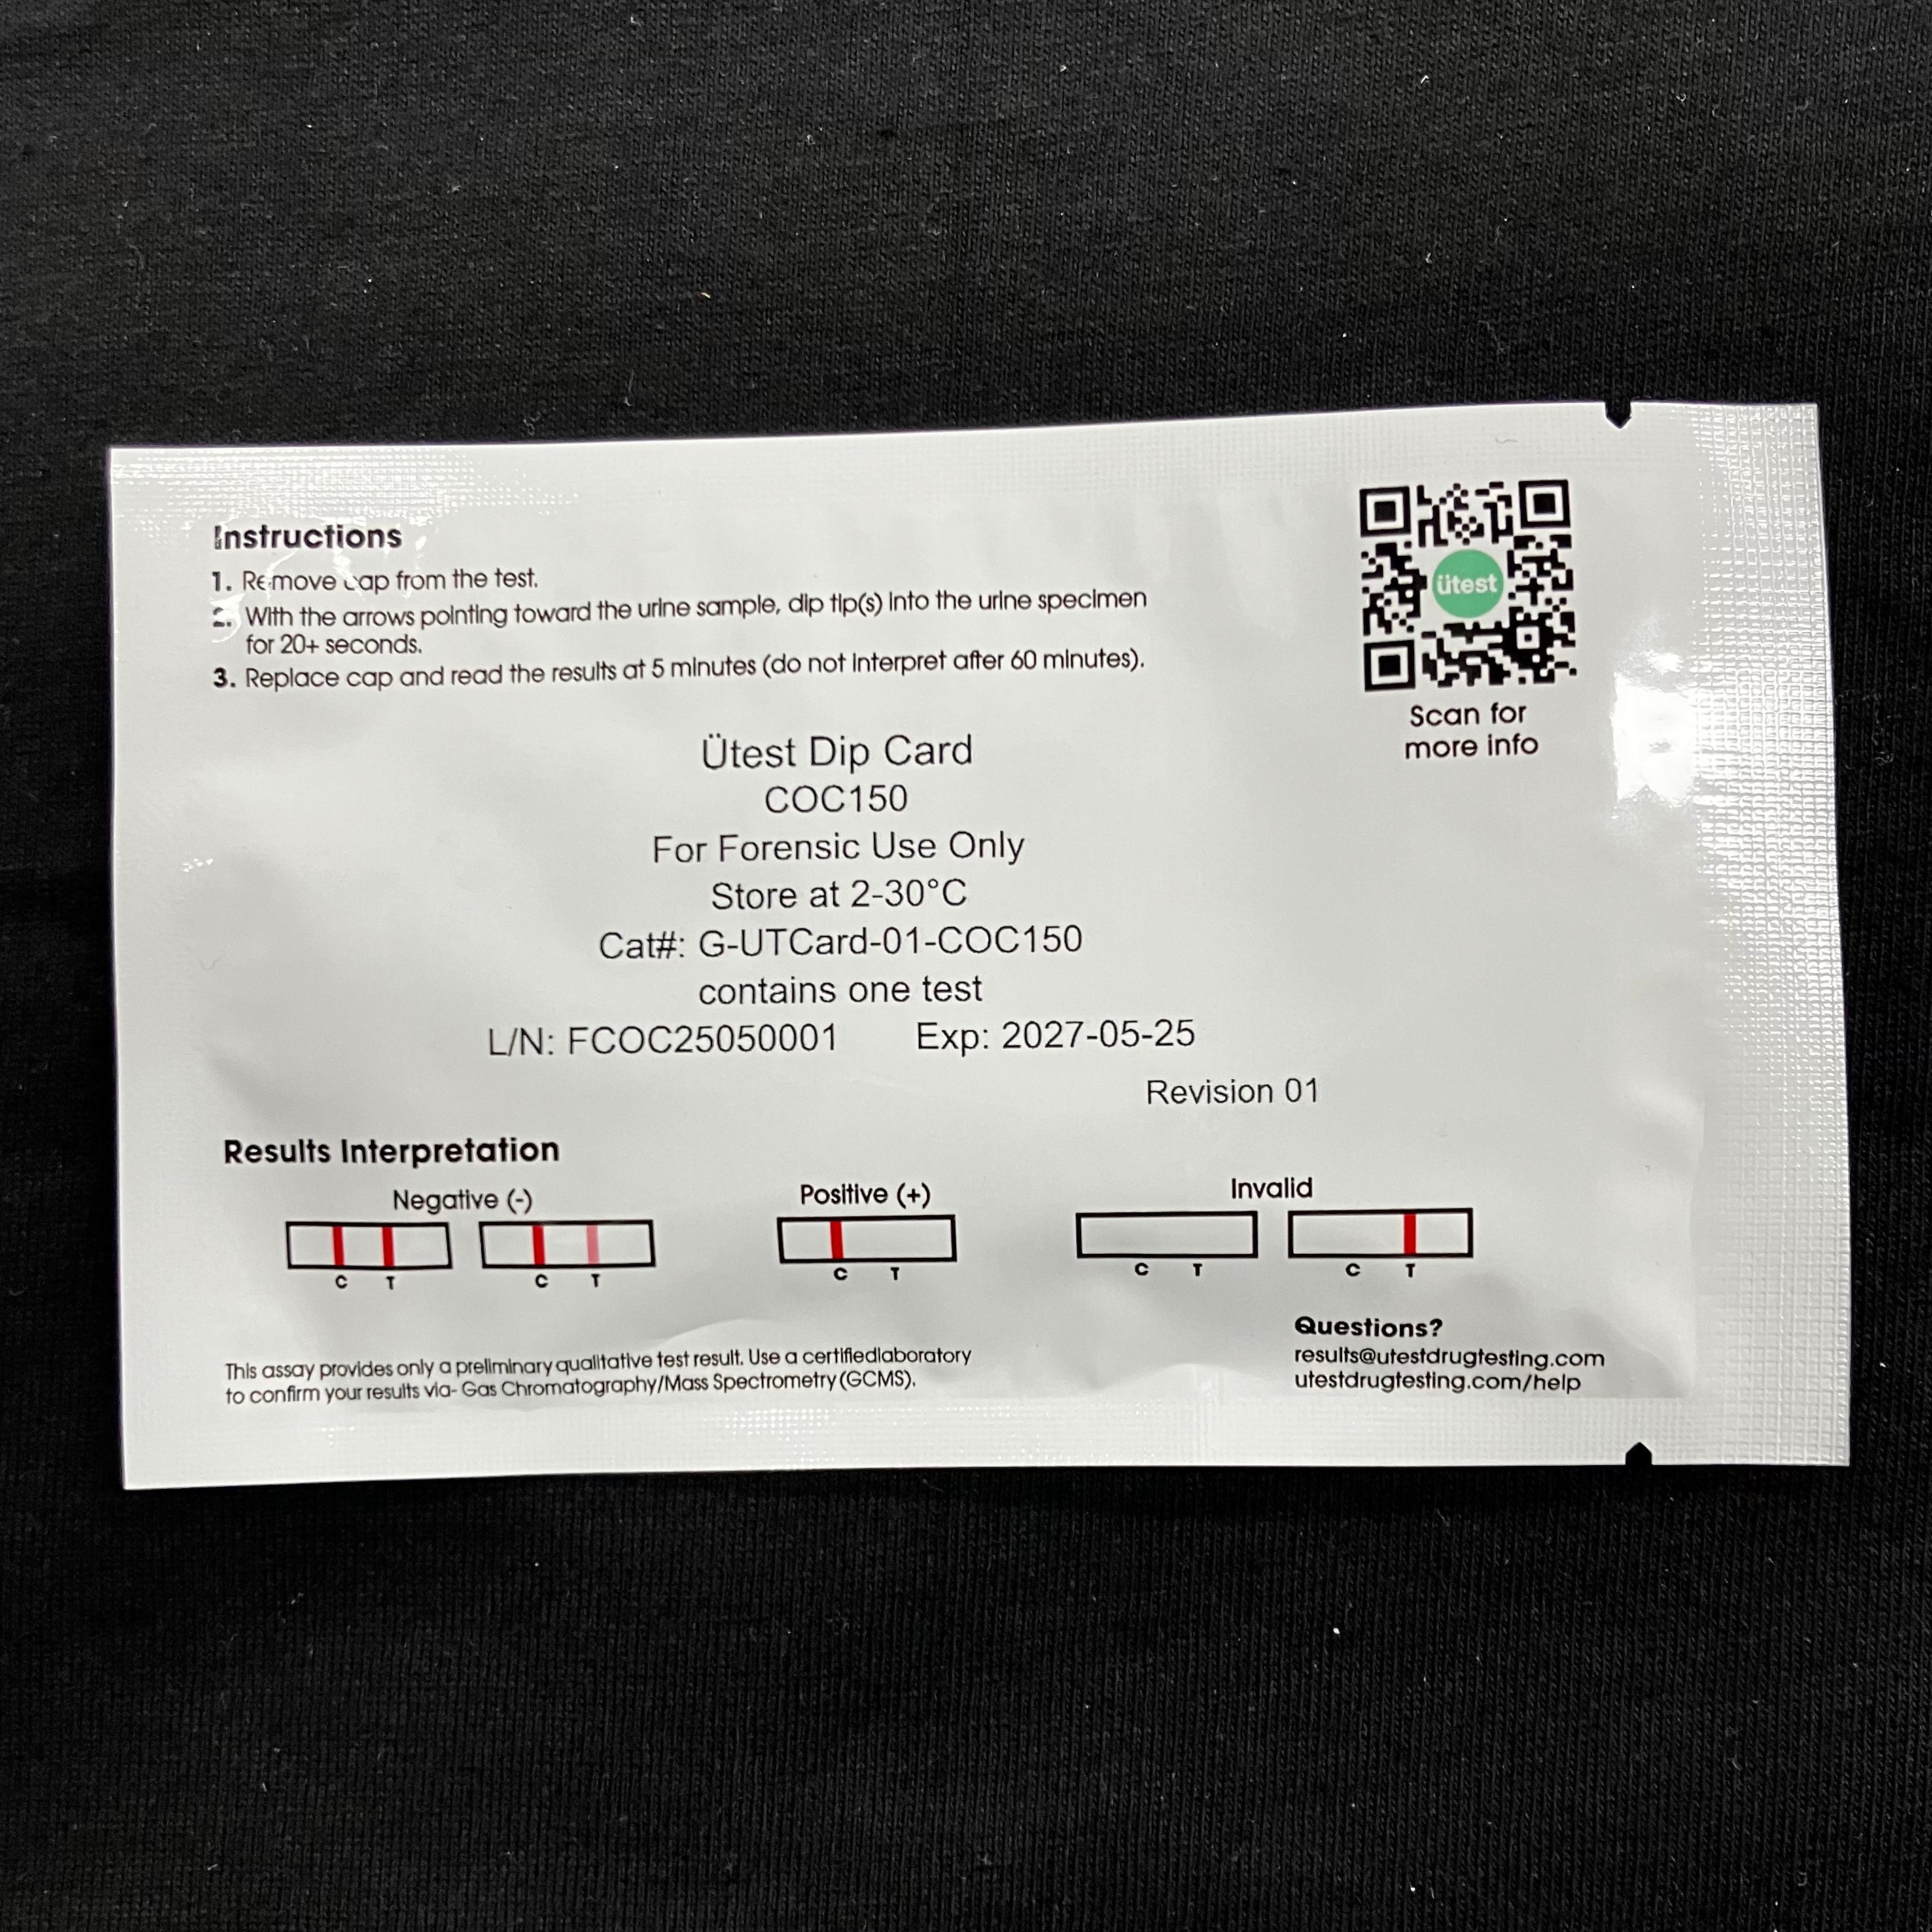 Instructions
1. Remove cap from the test.
2. With the arrows pointing toward the urine sample, dip tip(s) into the urine specimen
for 20+ seconds.
3. Replace cap and read the results at 5 minutes (do not interpret after 60 minutes).
ütest
Scan for
more info
Ütest Dip Card
COC150
For Forensic Use Only
Store at 2-30°C
Cat#: G-UTCard-01-COC150
contains one test
L/N: FCOC25050001 Exp: 2027-05-25
Revision 01
Results Interpretation
Negative (-) Positive (+) Invalid
C T C T C T C T C T
This assay provides only a preliminary qualitative test result. Use a certifiedlaboratory
to confirm your results via- Gas Chromatography/Mass Spectrometry (GCMS).
Questions?
results@utestdrugtesting.com
utestdrugtesting.com/help